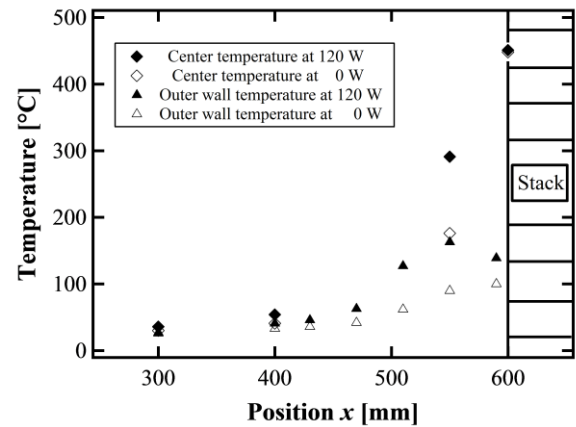 500
400
300
200
100
0
Temperature [°C]
Center temperature at 120 W
Center temperature at 0 W
Outer wall temperature at 120 W
Outer wall temperature at 0 W
Stack
300
400
500
600
Position x [mm]